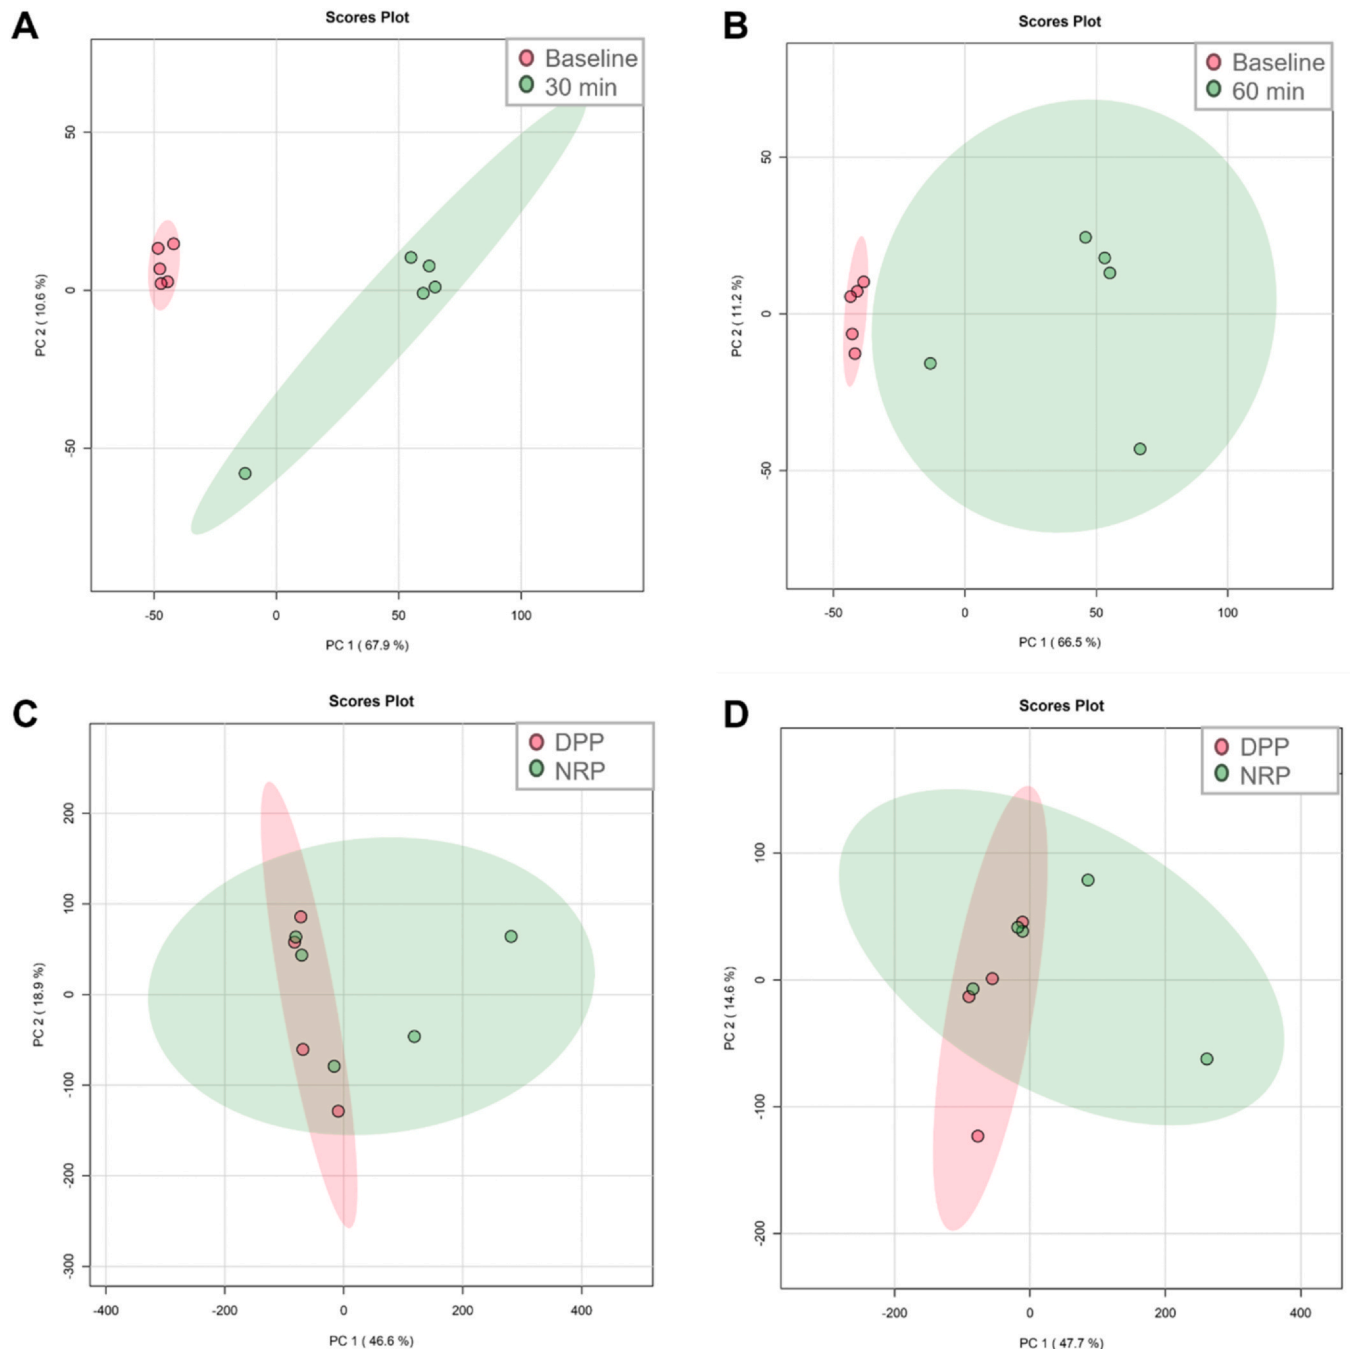 A
Scores Plot
Baseline
30 min
50
0
-50
PC 2 ( 10.6 %)
-50
0
50
100
PC 1 ( 67.9 %)
B
Scores Plot
Baseline
60 min
50
0
-50
PC 2 ( 11.2 %)
-50
0
50
100
PC 1 ( 66.5 %)
C
Scores Plot
DPP
NRP
200
100
0
-100
-200
-300
PC 2 ( 18.9 %)
-400
-200
0
200
400
PC 1 ( 46.6 %)
D
Scores Plot
DPP
NRP
100
0
-100
-200
PC 2 ( 14.6 %)
-200
0
200
400
PC 1 ( 47.7 %)